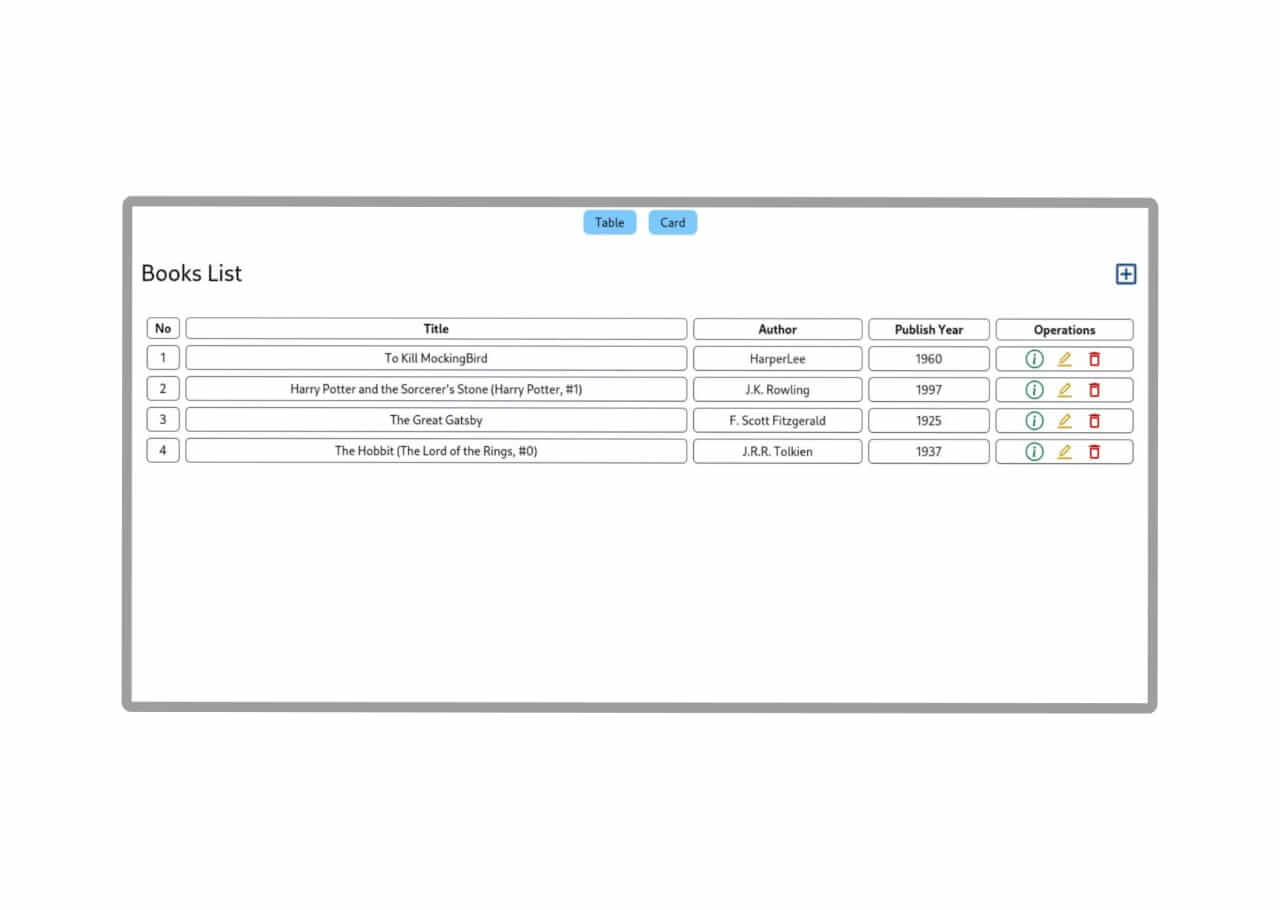 Table Card
Books List
No Title Author Publish Year Operations
1 To Kill MockingBird HarperLee 1960
2 Harry Potter and the Sorcerer's Stone (Harry Potter, #1) J.K. Rowling 1997
3 The Great Gatsby F. Scott Fitzgerald 1925
4 The Hobbit (The Lord of the Rings, #0) J.R.R. Tolkien 1937